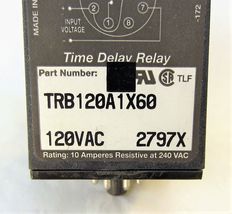 MADE IN
INPUT
VOLTAGE
Time Delay Relay
Part Number:
TLF
-172
TRB120A1X60
120VAC 2797X
Rating: 10 Amperes Resistive at 240 VAC